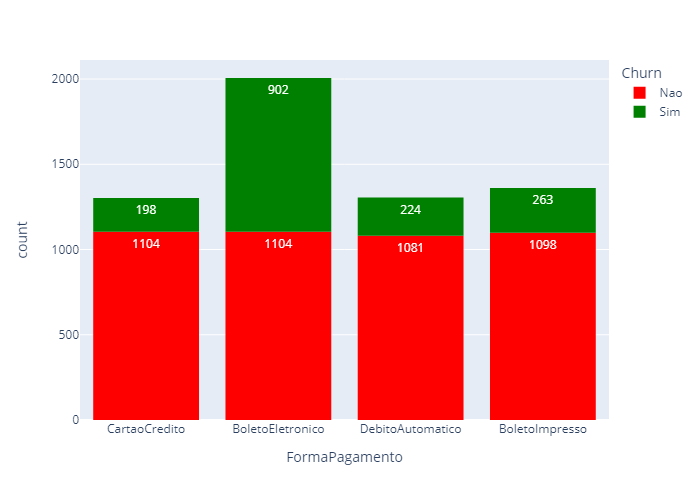 Churn
Nao
Sim
2000
1500
1000
500
0
count
902
198
224
263
1104
1104
1081
1098
CartaoCredito
BoletoEletronico
DebitoAutomatico
BoletoImpresso
FormaPagamento